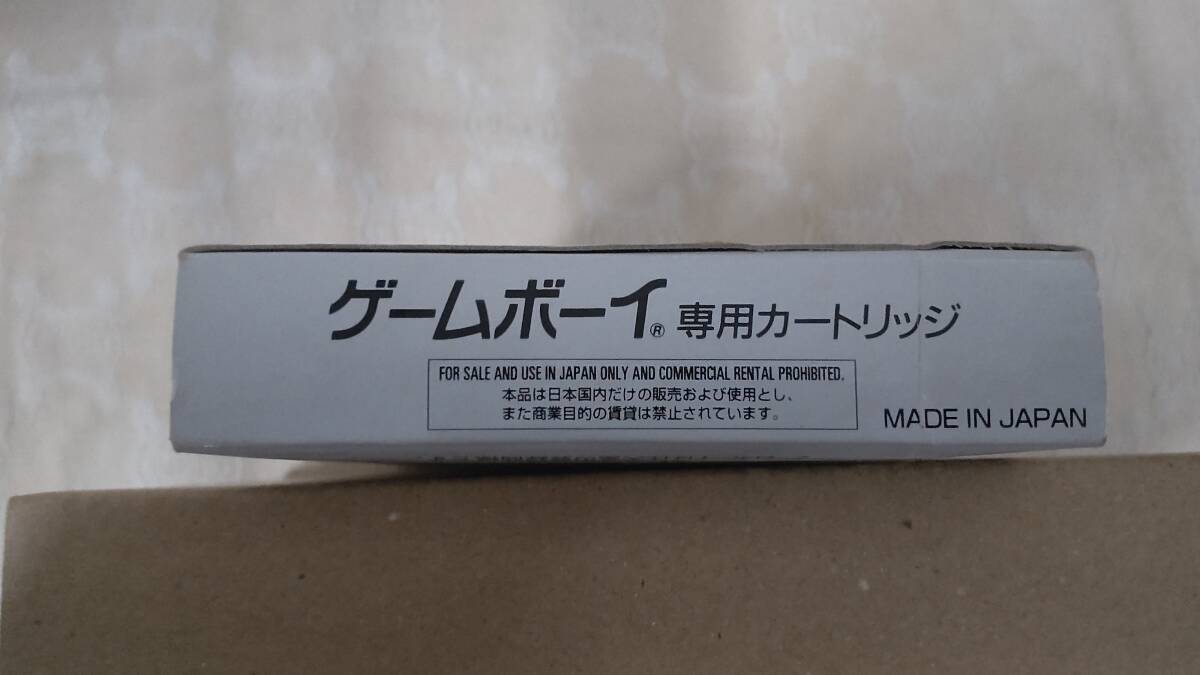 ゲームボーイ® 専用カートリッジ
FOR SALE AND USE IN JAPAN ONLY AND COMMERCIAL RENTAL PROHIBITED.
本品は日本国内だけの販売および使用とし、
また商業目的の賃貸は禁止されています。
MADE IN JAPAN